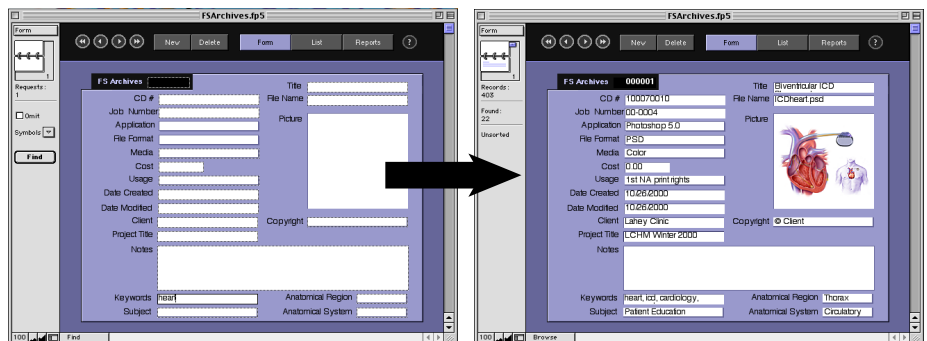 FSArchives.fp5
Form
1
Requests:
1
Omit
Symbols
Find
New Delete Form List Reports ?
FS Archives
CD #
Job Number
Application
File Format
Media
Cost
Usage
Date Created
Date Modified
Client
Project Title
Notes
Keywords heart
Subject
Title
File Name
Picture
Copyright
Anatomical Region
Anatomical System
100 Find
FSArchives.fp5
Form
1
Records:
408
Found:
22
Unsorted
New Delete Form List Reports ?
FS Archives 000001
CD # 100070010
Job Number 00-0004
Application Photoshop 5.0
File Format PSD
Media Color
Cost 0.00
Usage 1st NA print rights
Date Created 10/26/2000
Date Modified 10/26/2000
Client Lahey Clinic
Project Title LCHM Winter 2000
Notes
Keywords heart, icd, cardiology,
Subject Patient Education
Title Biventricular ICD
File Name ICDheart.psd
Picture
Copyright © Client
Anatomical Region Thorax
Anatomical System Circulatory
100 Browse